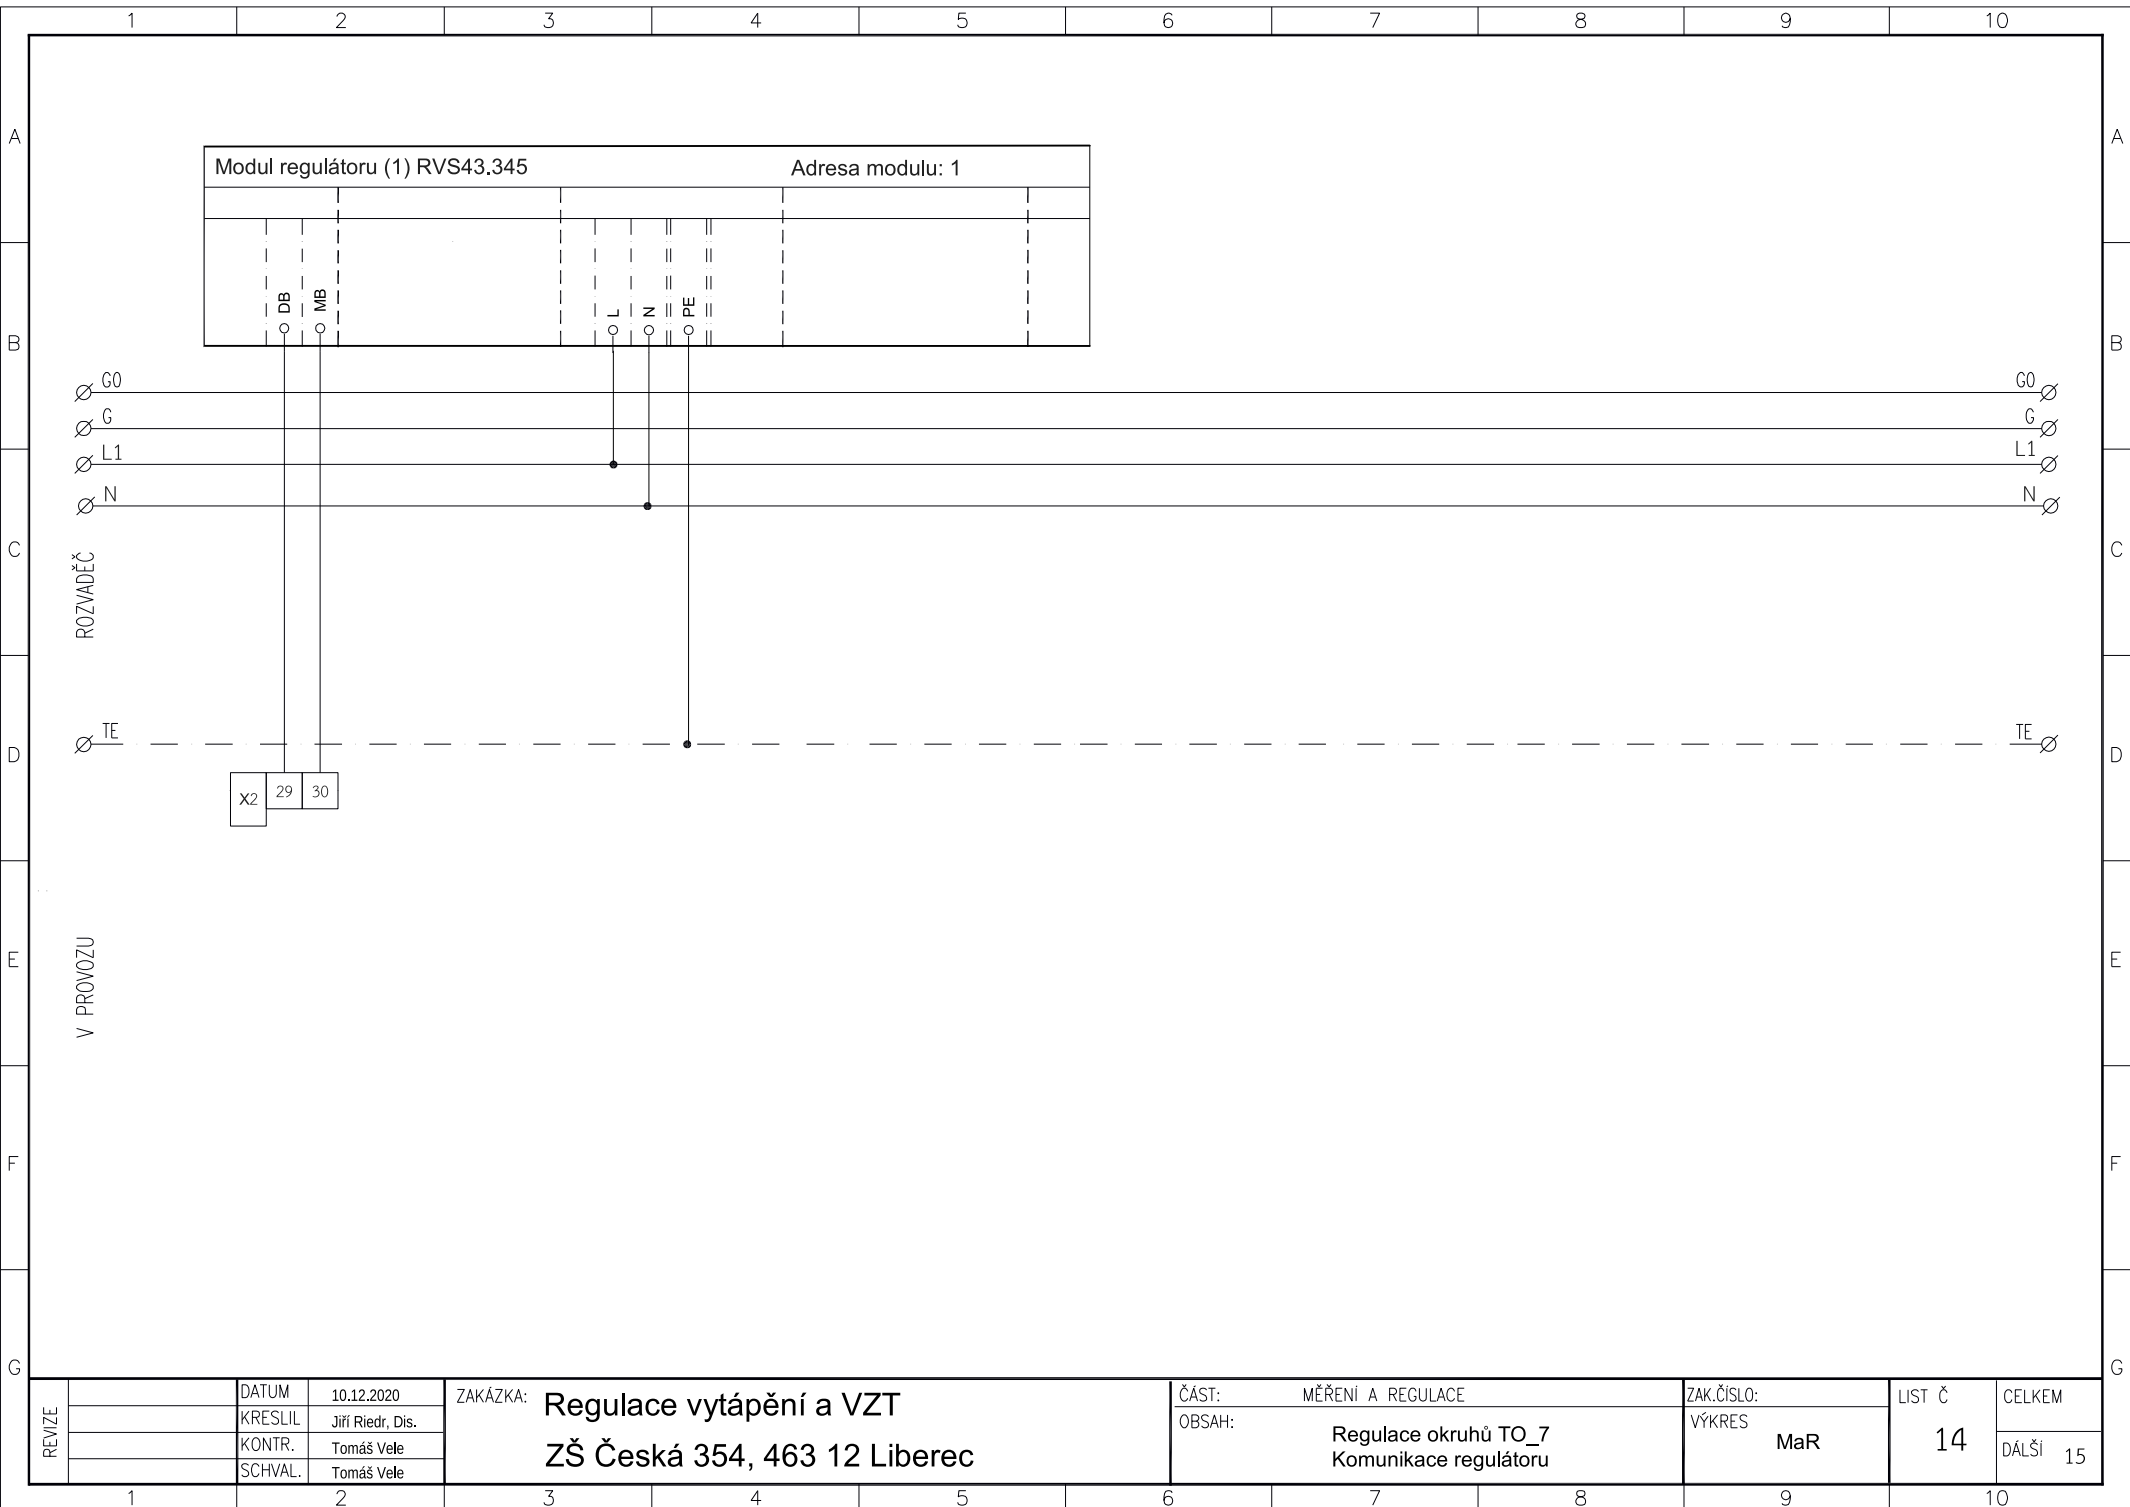 1 2 3 4 5 6 7 8 9 10
A A
Modul regulátoru (1) RVS43.345 Adresa modulu: 1
DB MB L N PE
B B
G0 G0
G G
L1 L1
N N
C C
ROZVADĚČ
TE TE
D D
X2 29 30
E E
V PROVOZU
F F
G G
REVIZE
DATUM 10.12.2020
KRESLIL Jiří Riedr, Dis.
KONTR. Tomáš Vele
SCHVAL. Tomáš Vele
ZAKÁZKA: Regulace vytápění a VZT
ZŠ Česká 354, 463 12 Liberec
ČÁST: MĚŘENÍ A REGULACE
OBSAH: Regulace okruhů TO_7
Komunikace regulátoru
ZAK.ČÍSLO:
VÝKRES
MaR
LIST Č
14
CELKEM
DÁLŠÍ 15
1 2 3 4 5 6 7 8 9 10